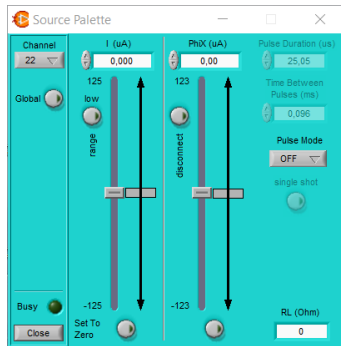 Source Palette
Channel
22
Global
Busy
Close
I (uA)
0,000
125
low
range
-125
Set To
Zero
PhiX (uA)
0,00
123
disconnect
-123
Pulse Duration (us)
25,05
Time Between
Pulses (ms)
0,096
Pulse Mode
OFF
single shot
RL (Ohm)
0